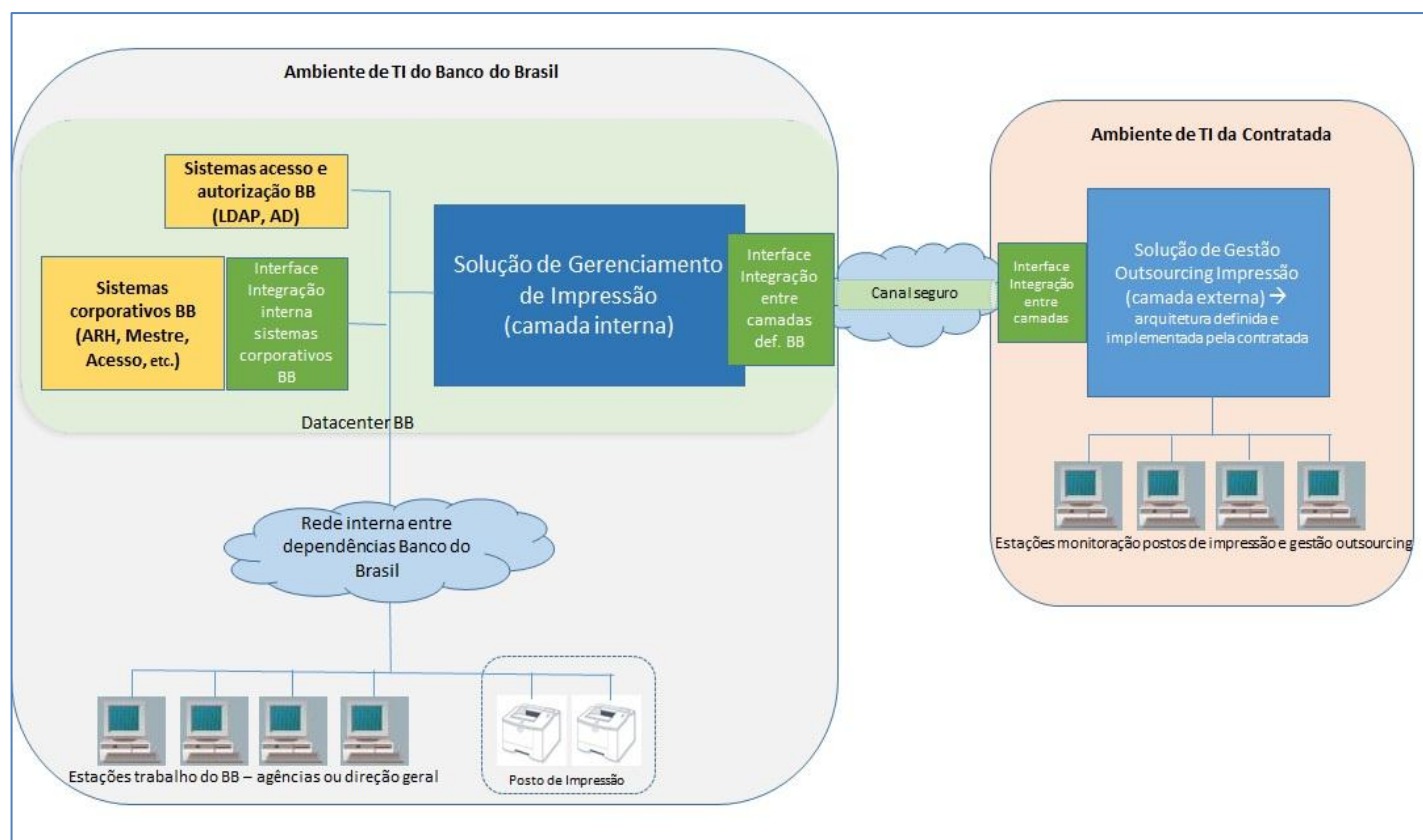 Ambiente de TI do Banco do Brasil
Sistemas acesso e
autorização BB
(LDAP, AD)
Sistemas
corporativos BB
(ARH, Mestre,
Acesso, etc.)
Interface
Integração
interna
sistemas
corporativos
BB
Solução de Gerenciamento
de Impressão
(camada interna)
Interface
Integração
entre
camadas
def. BB
Datacenter BB
Canal seguro
Ambiente de TI da Contratada
Interface
Integração
entre
camadas
Solução de Gestão
Outsourcing Impressão
(camada externa) →
arquitetura definida e
implementada pela contratada
Estações monitoração postos de impressão e gestão outsourcing
Rede interna entre
dependências Banco do
Brasil
Estações trabalho do BB – agências ou direção geral
Posto de Impressão